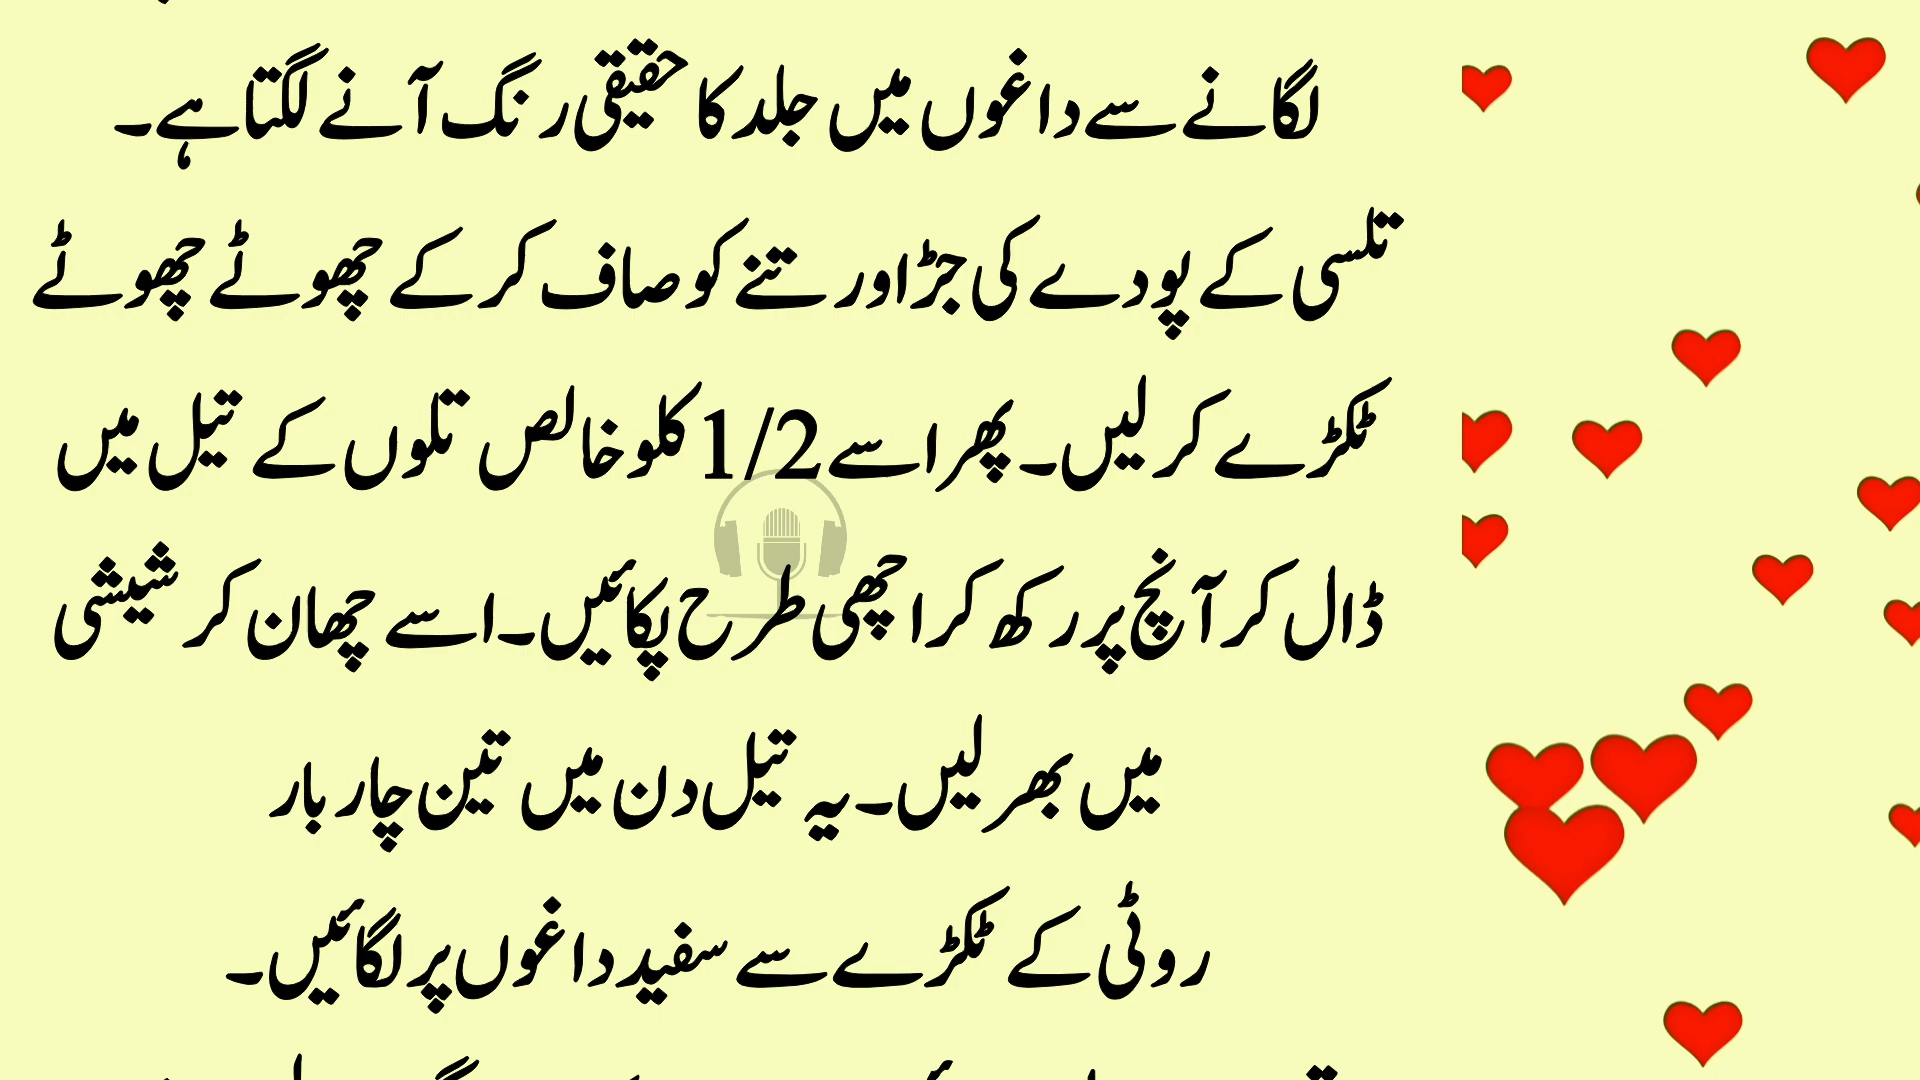 لگانے سے داغوں میں جلد کا حقیقی رنگ آنے لگتا ہے۔
تلسی کے پودے کی جڑ اور تنے کو صاف کر کے چھوٹے چھوٹے
ٹکڑے کر لیں۔ پھر اسے 1/2 کلو خالص تلوں کے تیل میں
ڈال کر آنچ پر رکھ کر اچھی طرح پکائیں۔ اسے چھان کر شیشی
میں بھر لیں۔ یہ تیل دن میں تین چار بار
روئی کے ٹکڑے سے سفید داغوں پر لگائیں۔